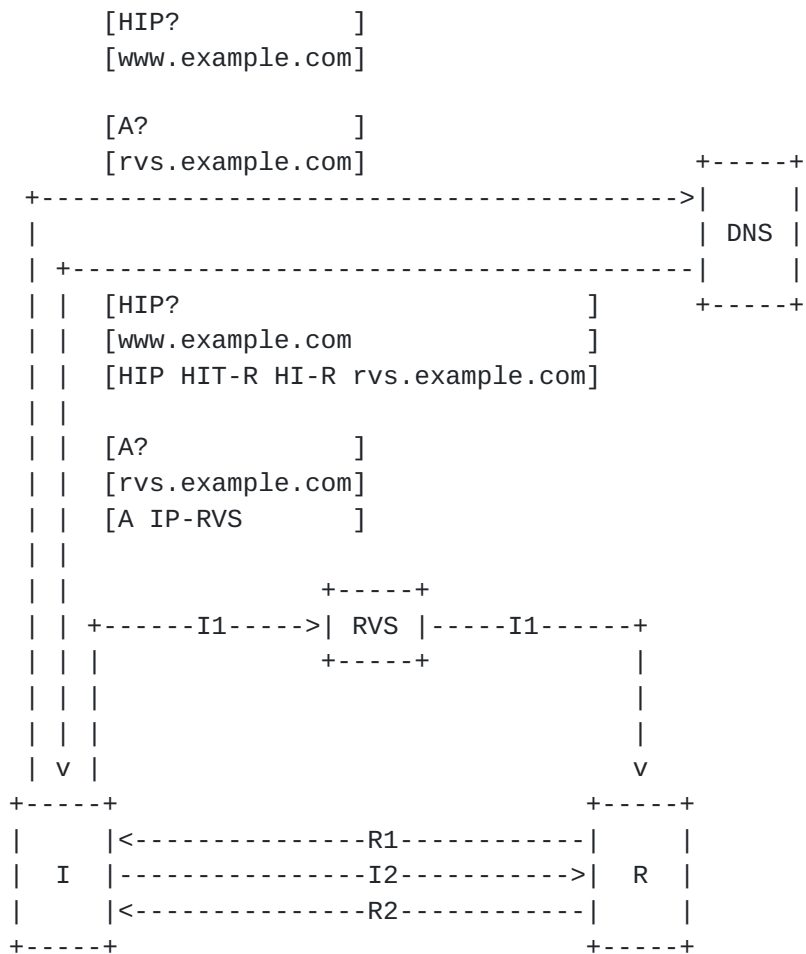 [HIP? ]
[www.example.com]
[A? ]
[rvs.example.com]
DNS
[HIP? ]
[www.example.com ]
[HIP HIT-R HI-R rvs.example.com]
[A? ]
[rvs.example.com]
[A IP-RVS ]
I1 RVS I1
R1
I I2 R
R2